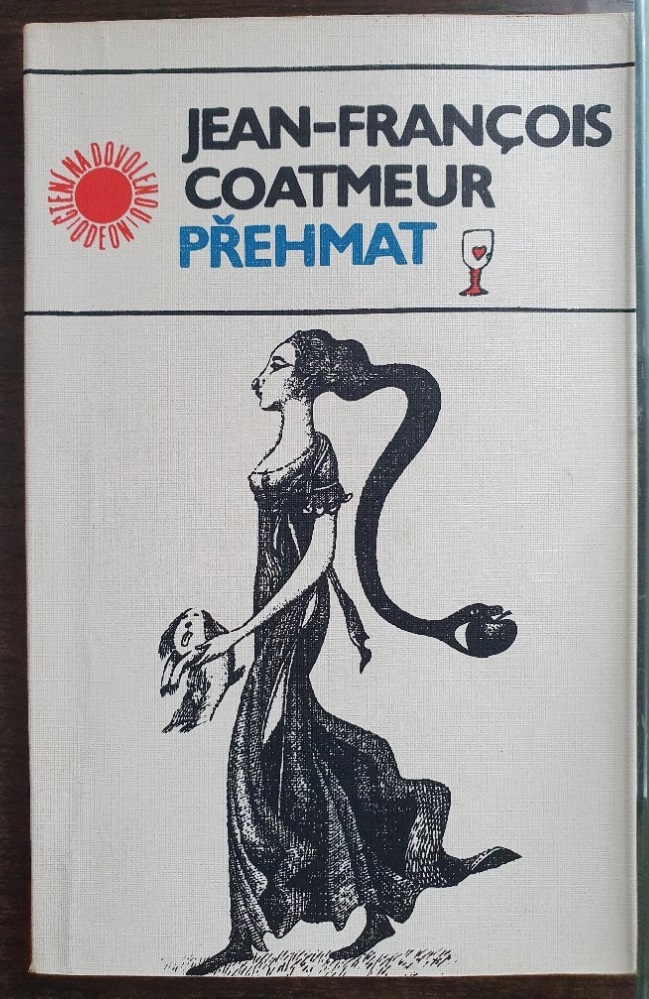 JEAN-FRANÇOIS
COATMEUR
PŘEHMAT
ČTENÍ NA DOVOLENOU
ODEON